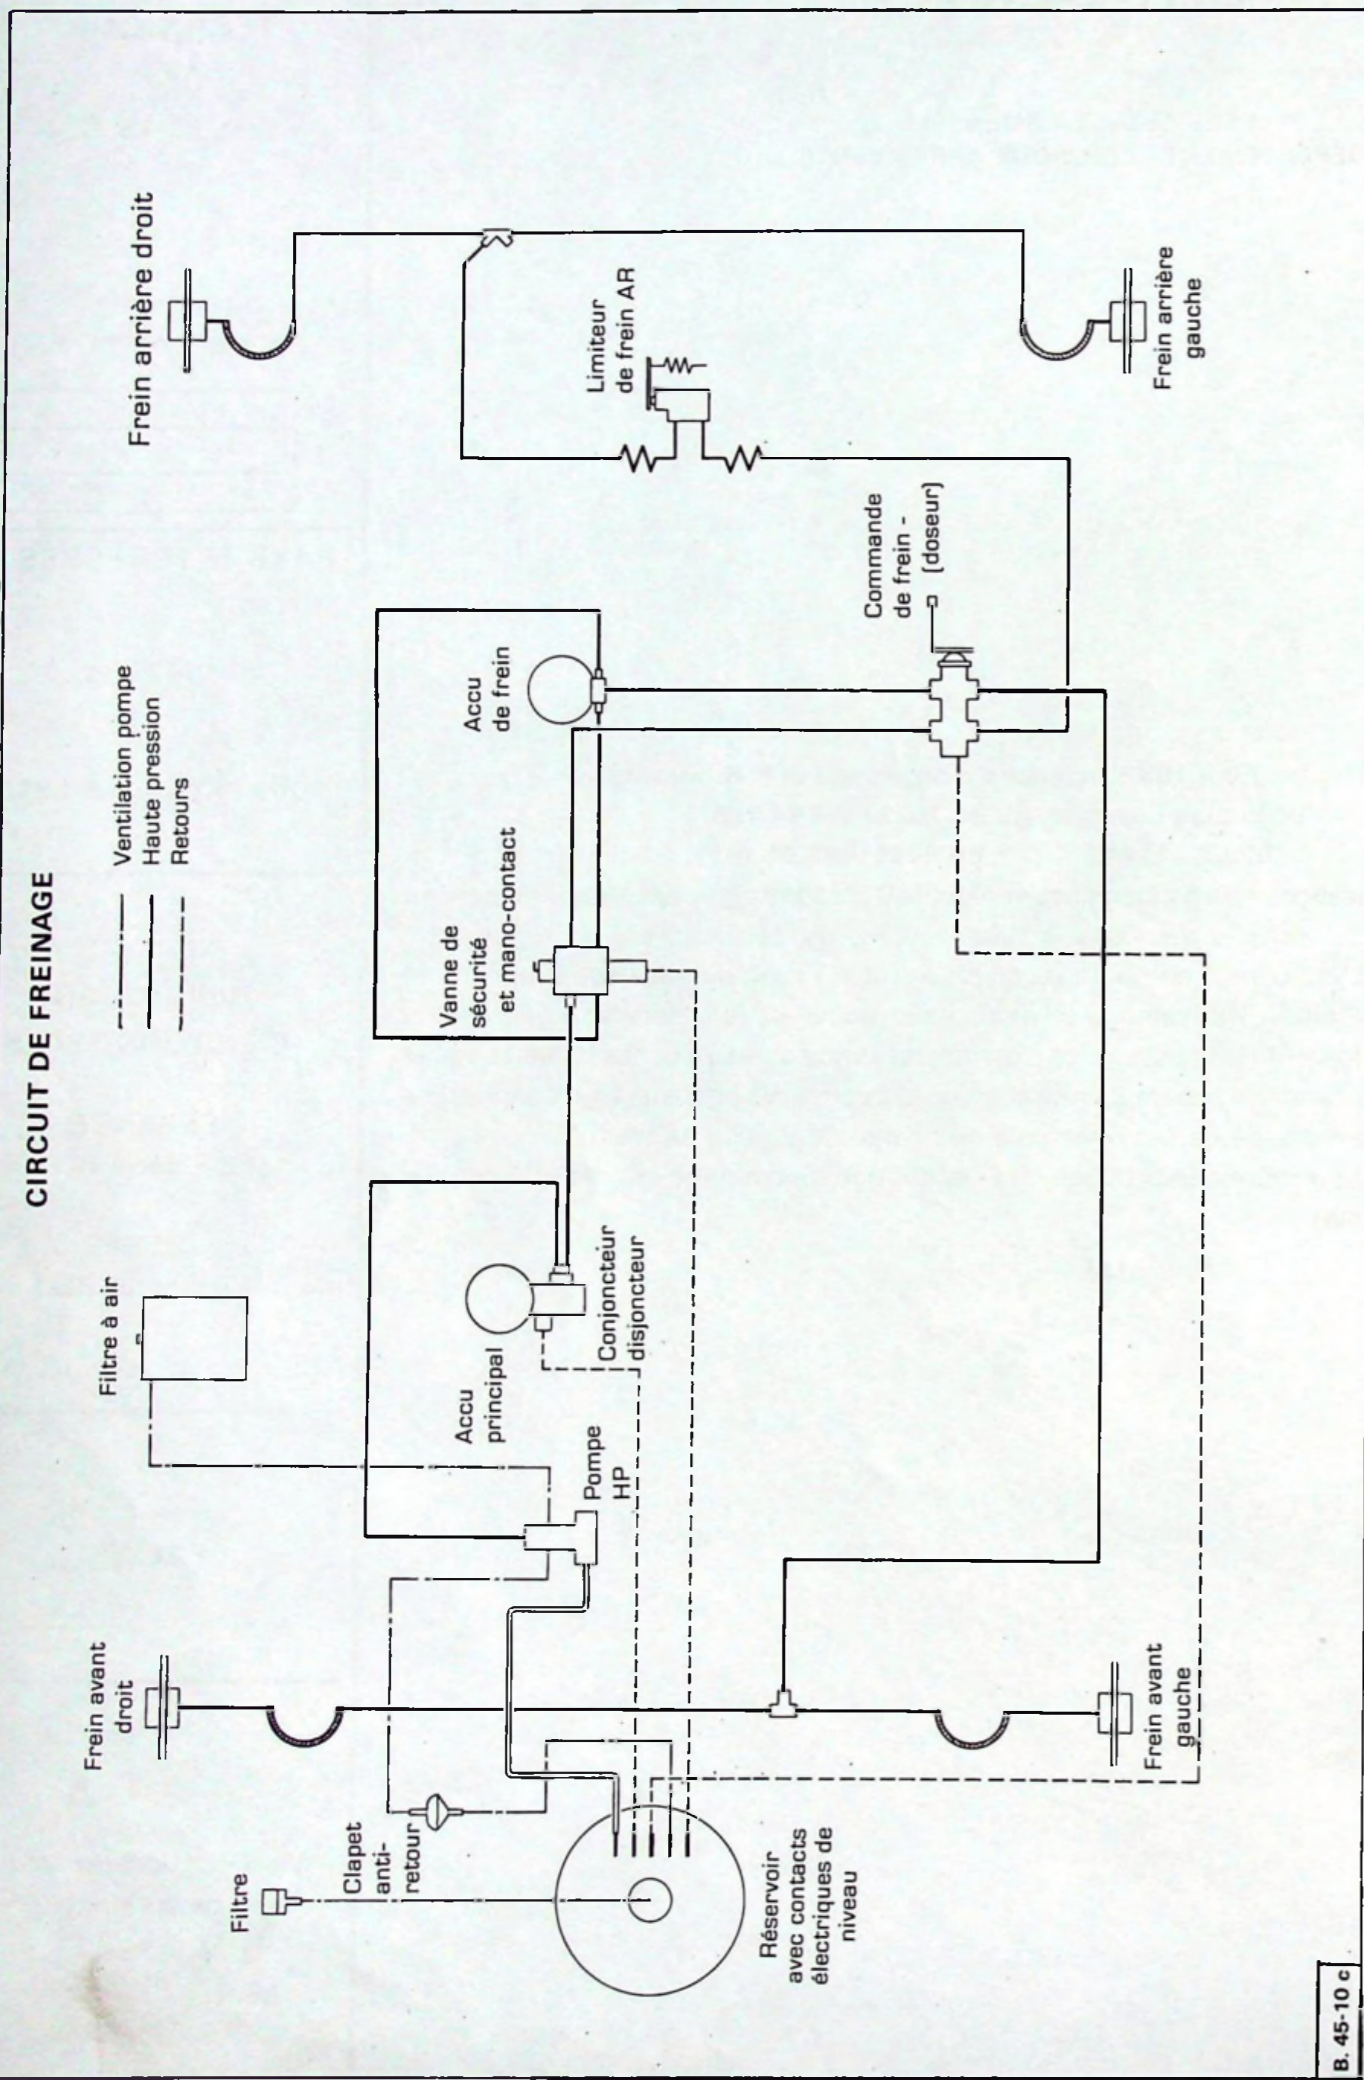 CIRCUIT DE FREINAGE
Ventilation pompe
Haute pression
Retours
Filtre
Clapet
anti-
retour
Réservoir
avec contacts
électriques de
niveau
Frein avant
droit
Frein avant
gauche
Filtre à air
Pompe
HP
Accu
principal
Conjoncteur
disjoncteur
Vanne de
sécurité
et mano-contact
Accu
de frein
Commande
de frein -
(doseur)
Limiteur
de frein AR
Frein arrière droit
Frein arrière
gauche
B. 45-10 c